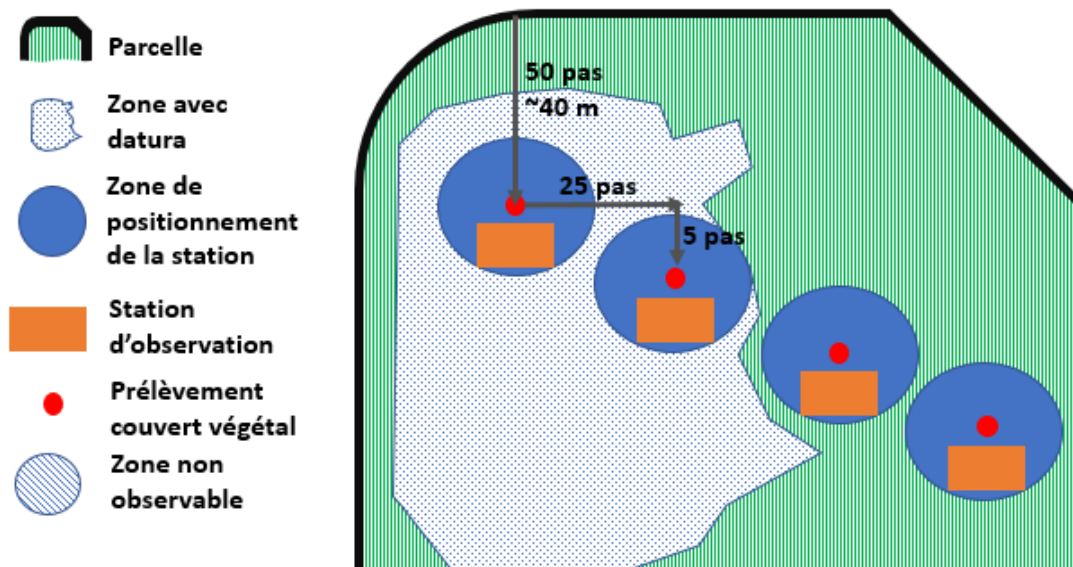 Parcelle
Zone avec
datura
Zone de
positionnement
de la station
Station
d'observation
Prélèvement
couvert végétal
Zone non
observable
50 pas
~40 m
25 pas
5 pas